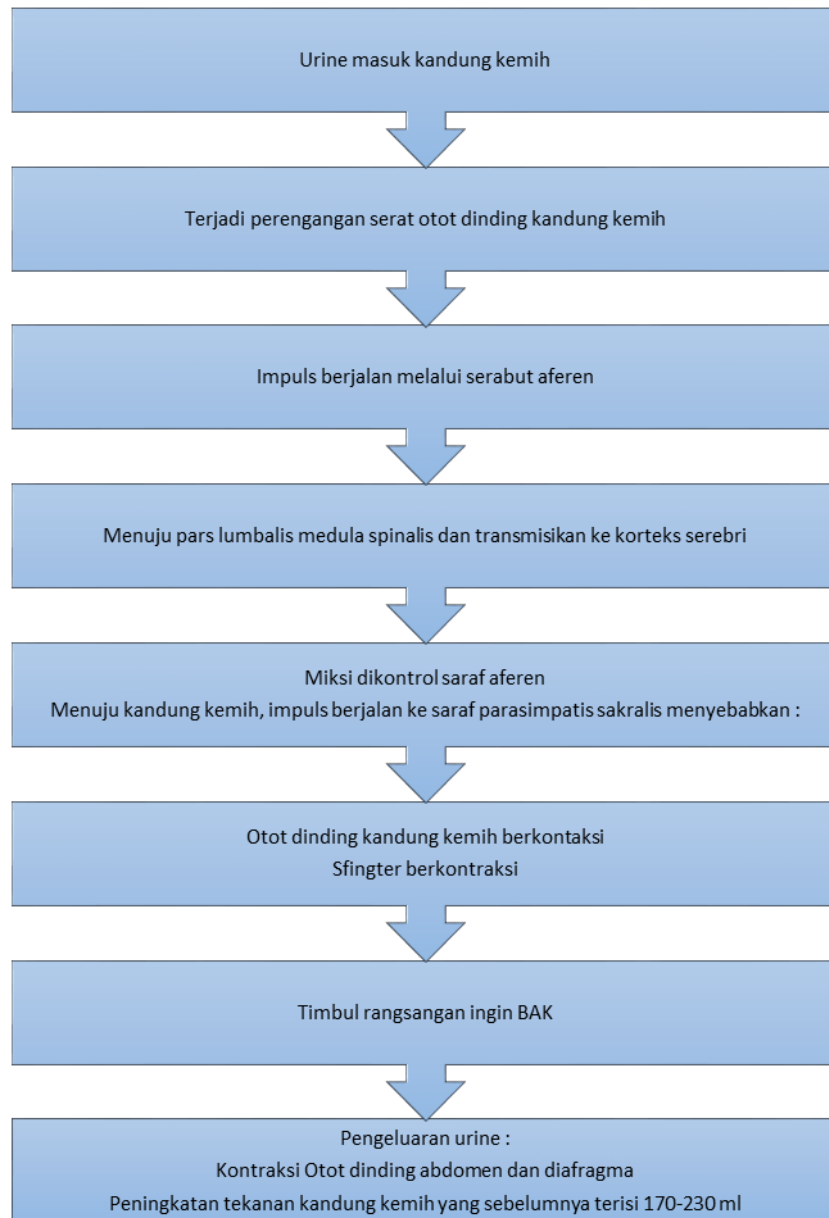 Urine masuk kandung kemih
Terjadi perengangan serat otot dinding kandung kemih
Impuls berjalan melalui serabut aferen
Menuju pars lumbalis medula spinalis dan transmisikan ke korteks serebri
Miksi dikontrol saraf aferen
Menuju kandung kemih, impuls berjalan ke saraf parasimpatis sakralis menyebabkan :
Otot dinding kandung kemih berkontaksi
Sfingter berkontraksi
Timbul rangsangan ingin BAK
Pengeluaran urine :
Kontraksi Otot dinding abdomen dan diafragma
Peningkatan tekanan kandung kemih yang sebelumnya terisi 170-230 ml